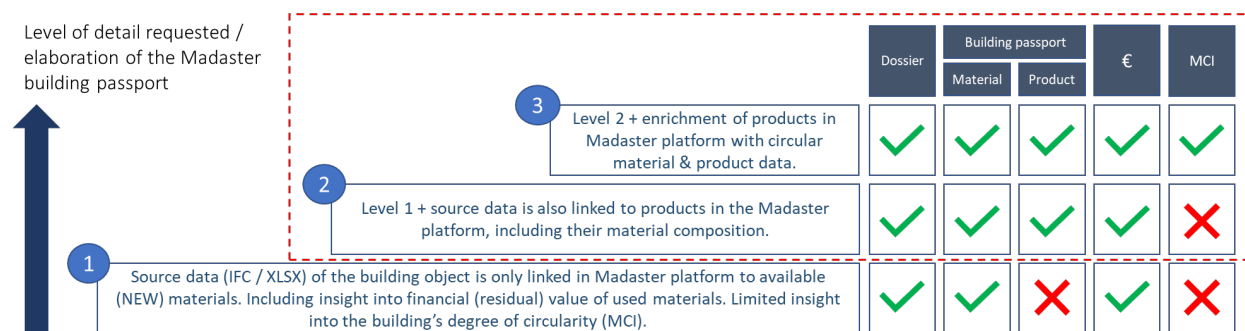 Level of detail requested /
elaboration of the Madaster
building passport
Dossier
Building passport
Material
Product
€
MCI
3
Level 2 + enrichment of products in
Madaster platform with circular
material & product data.
2
Level 1 + source data is also linked to products in the Madaster
platform, including their material composition.
1
Source data (IFC / XLSX) of the building object is only linked in Madaster platform to available
(NEW) materials. Including insight into financial (residual) value of used materials. Limited insight
into the building’s degree of circularity (MCI).